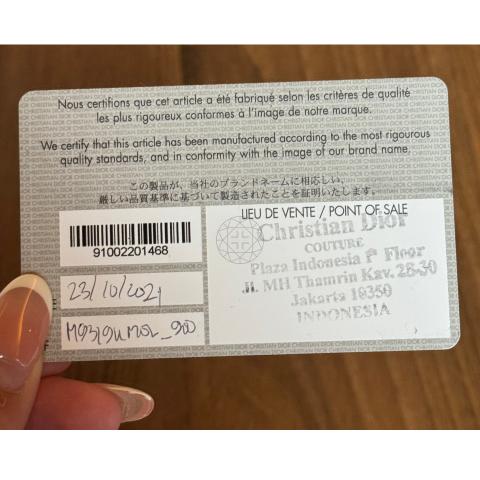 Nous certifions que cet article a été fabriqué selon les critères de qualité
les plus rigoureux conformes à l'image de notre marque.
We certify that this article has been manufactured according to the most rigourous
quality standards, and in conformity with the image of our brand name.
この製品が、当社のブランドネームに相応しい、
厳しい品質基準に基づいて製造されたことを証明いたします。
91002201468
23/10/2021
LIEU DE VENTE / POINT OF SALE
Christian Dior
COUTURE
Plaza Indonesia 1st Floor
Jl. MH Thamrin Kav. 28-30
Jakarta 10350
INDONESIA